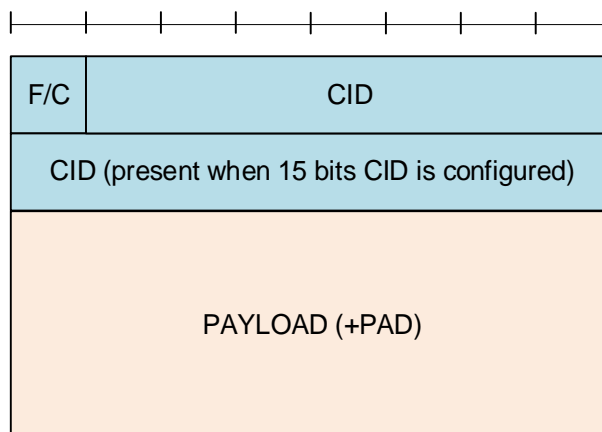 F/C
CID
CID (present when 15 bits CID is configured)
PAYLOAD (+PAD)